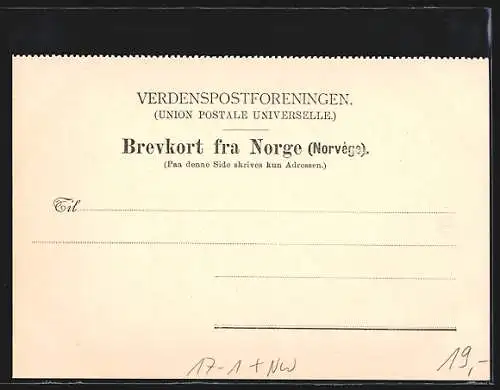 VERDENSPOSTFORENINGEN.
(UNION POSTALE UNIVERSELLE.)
Brevkort fra Norge (Norvége).
(Paa denne Side skrives kun Adressen.)
Til
17-1+NW
19,-